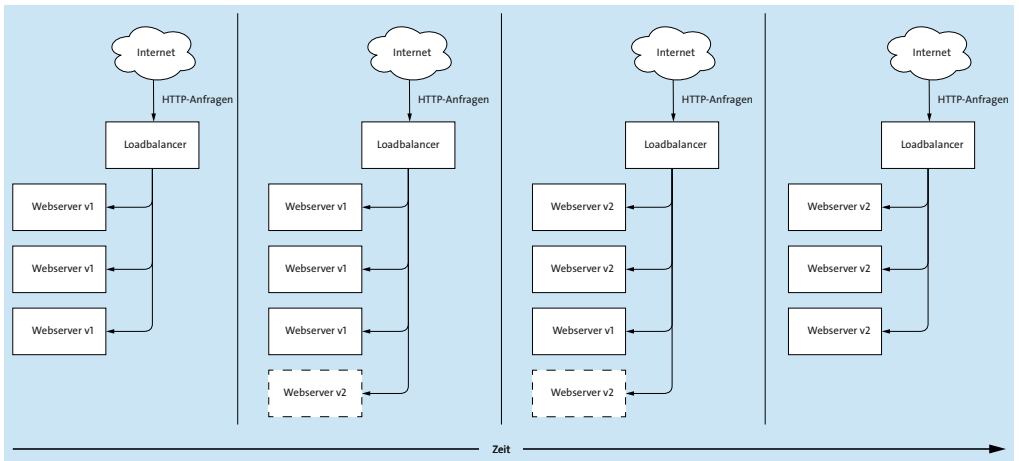 Internet
HTTP-Anfragen
Loadbalancer
Webserver v1
Webserver v1
Webserver v1
Internet
HTTP-Anfragen
Loadbalancer
Webserver v1
Webserver v1
Webserver v1
Webserver v2
Internet
HTTP-Anfragen
Loadbalancer
Webserver v2
Webserver v2
Webserver v1
Webserver v2
Internet
HTTP-Anfragen
Loadbalancer
Webserver v2
Webserver v2
Webserver v2
Zeit